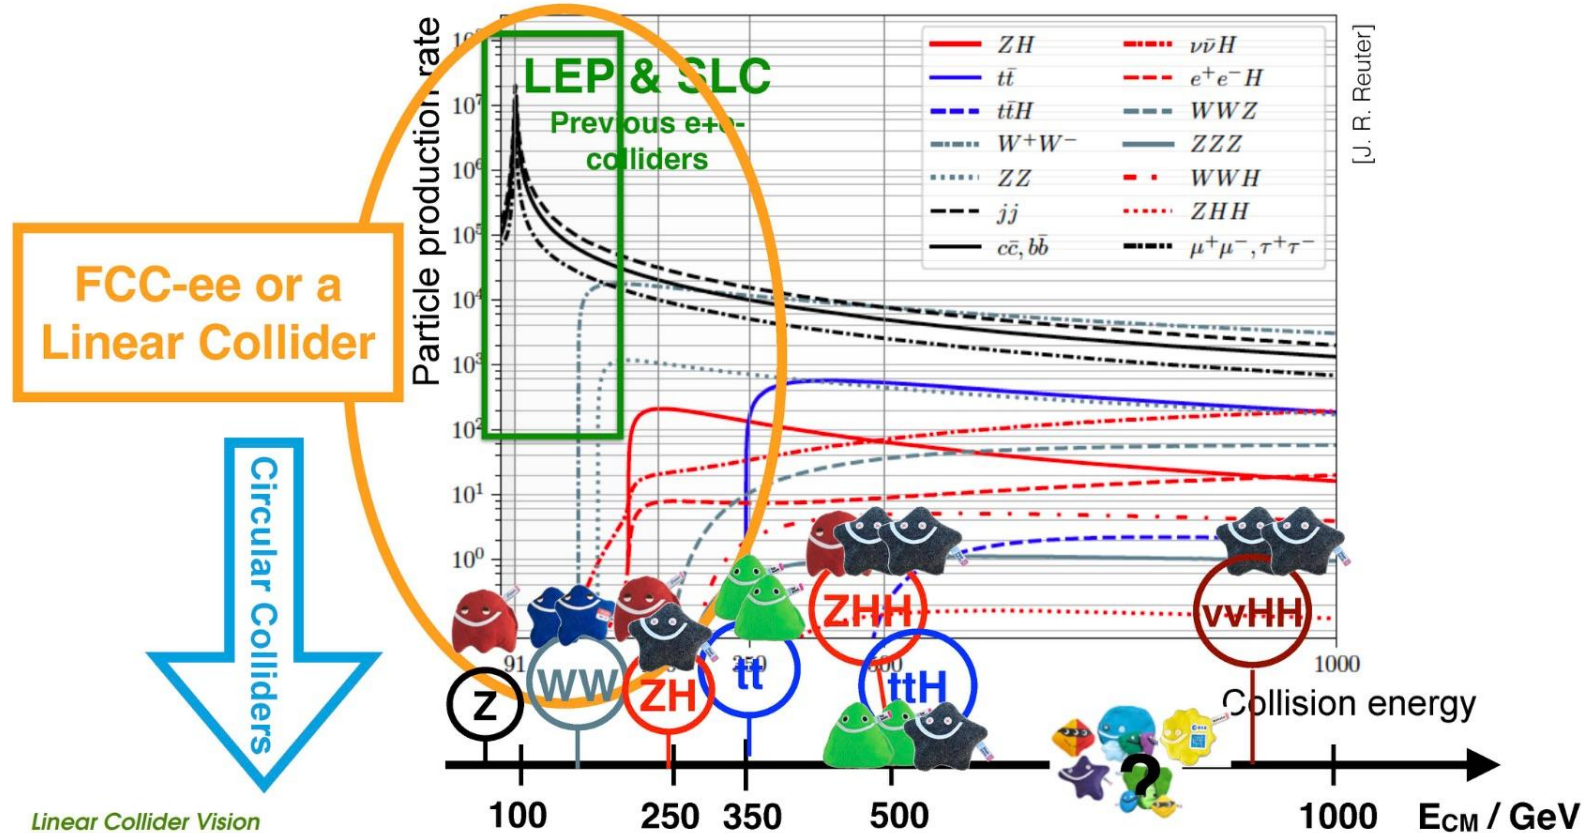 Particle production rate
10⁷
10⁶
10⁵
10⁴
10³
10²
10¹
10⁰
LEP & SLC
Previous e+e-
colliders
ZH
tt̄
tt̄H
W⁺W⁻
ZZ
jj
cc̄, bb̄
νν̄H
e⁺e⁻H
WWZ
ZZZ
WWH
ZHH
μ⁺μ⁻, τ⁺τ⁻
[J. R. Reuter]
FCC-ee or a
Linear Collider
Circular Colliders
91
1000
Collision energy
Z
WW
ZH
tt
ZHH
ttH
vvHH
?
100
250
350
500
1000
E_CM / GeV
Linear Collider Vision